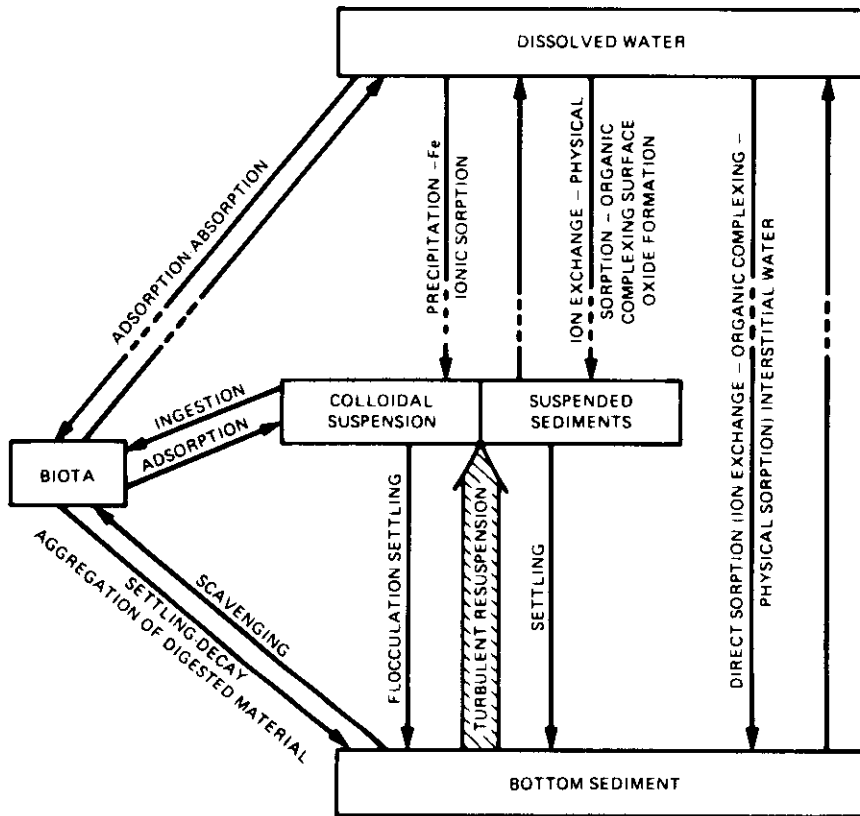 DISSOLVED WATER
ADSORPTION-ABSORPTION
PRECIPITATION –Fe
IONIC SORPTION
ION EXCHANGE – PHYSICAL
SORPTION – ORGANIC
COMPLEXING SURFACE
OXIDE FORMATION
DIRECT SORPTION (ION EXCHANGE – ORGANIC COMPLEXING –
PHYSICAL SORPTION) INTERSTITIAL WATER
INGESTION
ADSORPTION
COLLOIDAL
SUSPENSION
SUSPENDED
SEDIMENTS
BIOTA
SCAVENGING
SETTLING-DECAY
AGGREGATION OF DIGESTED MATERIAL
FLOCCULATION SETTLING
TURBULENT RESUSPENSION
SETTLING
BOTTOM SEDIMENT